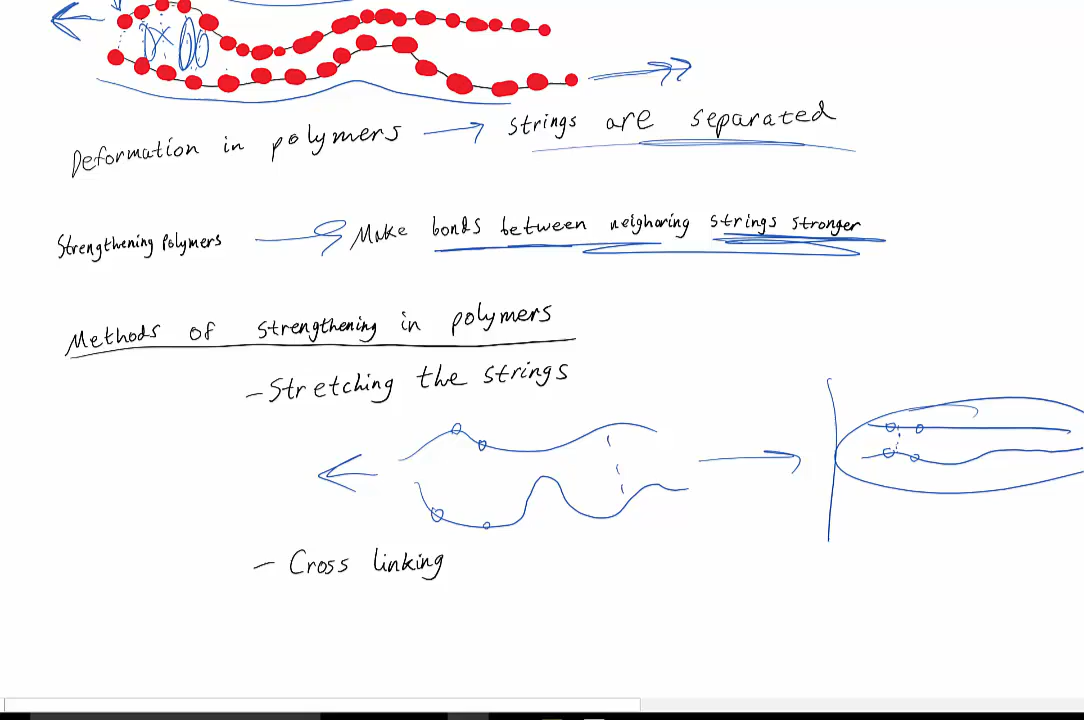 Deformation in polymers → strings are separated
Strengthening Polymers → Make bonds between neighoring strings stronger
Methods of strengthening in polymers
- Stretching the strings
- Cross linking